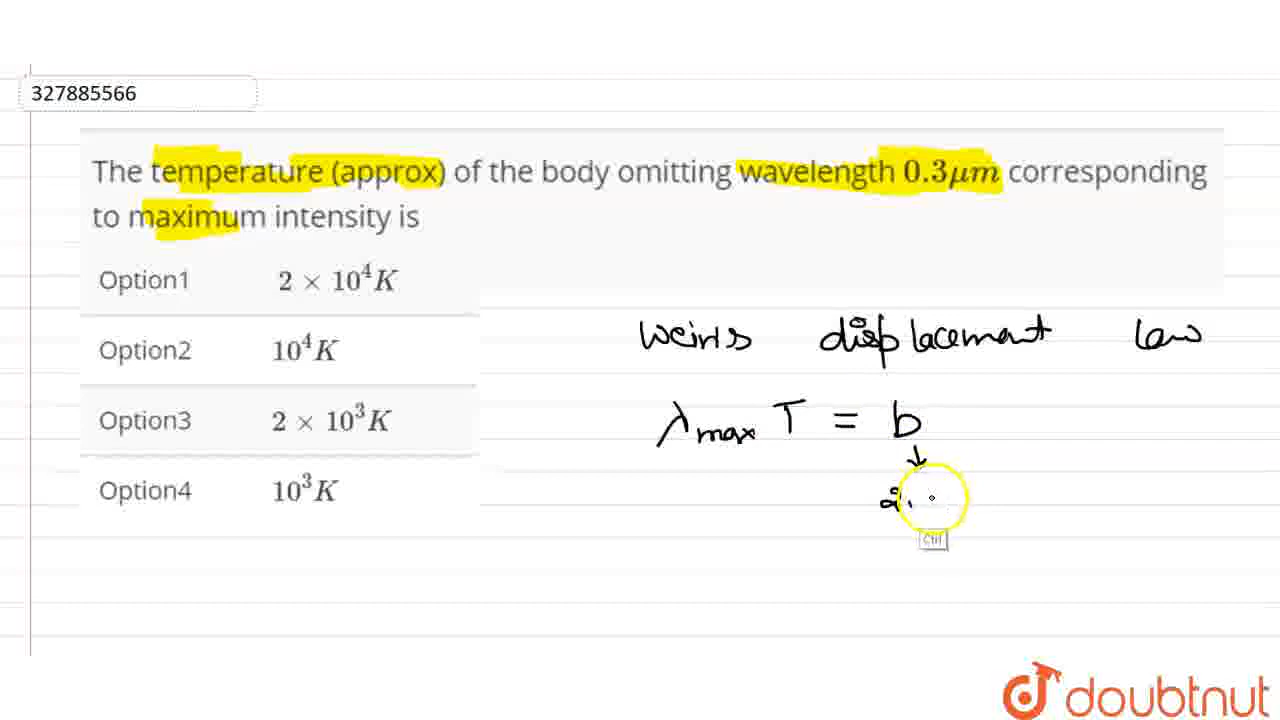 327885566
The temperature (approx) of the body omitting wavelength 0.3μm corresponding
to maximum intensity is
Option1 2 × 10⁴K
Option2 10⁴K
Option3 2 × 10³K
Option4 10³K
weins displacement law
λmax T = b
↓
2.
Ctrl
doubtnut